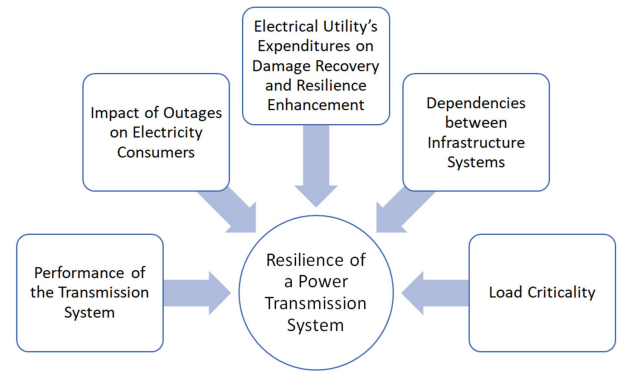 Electrical Utility's
Expenditures on
Damage Recovery
and Resilience
Enhancement
Impact of Outages
on Electricity
Consumers
Dependencies
between
Infrastructure
Systems
Performance of
the Transmission
System
Resilience of
a Power
Transmission
System
Load Criticality